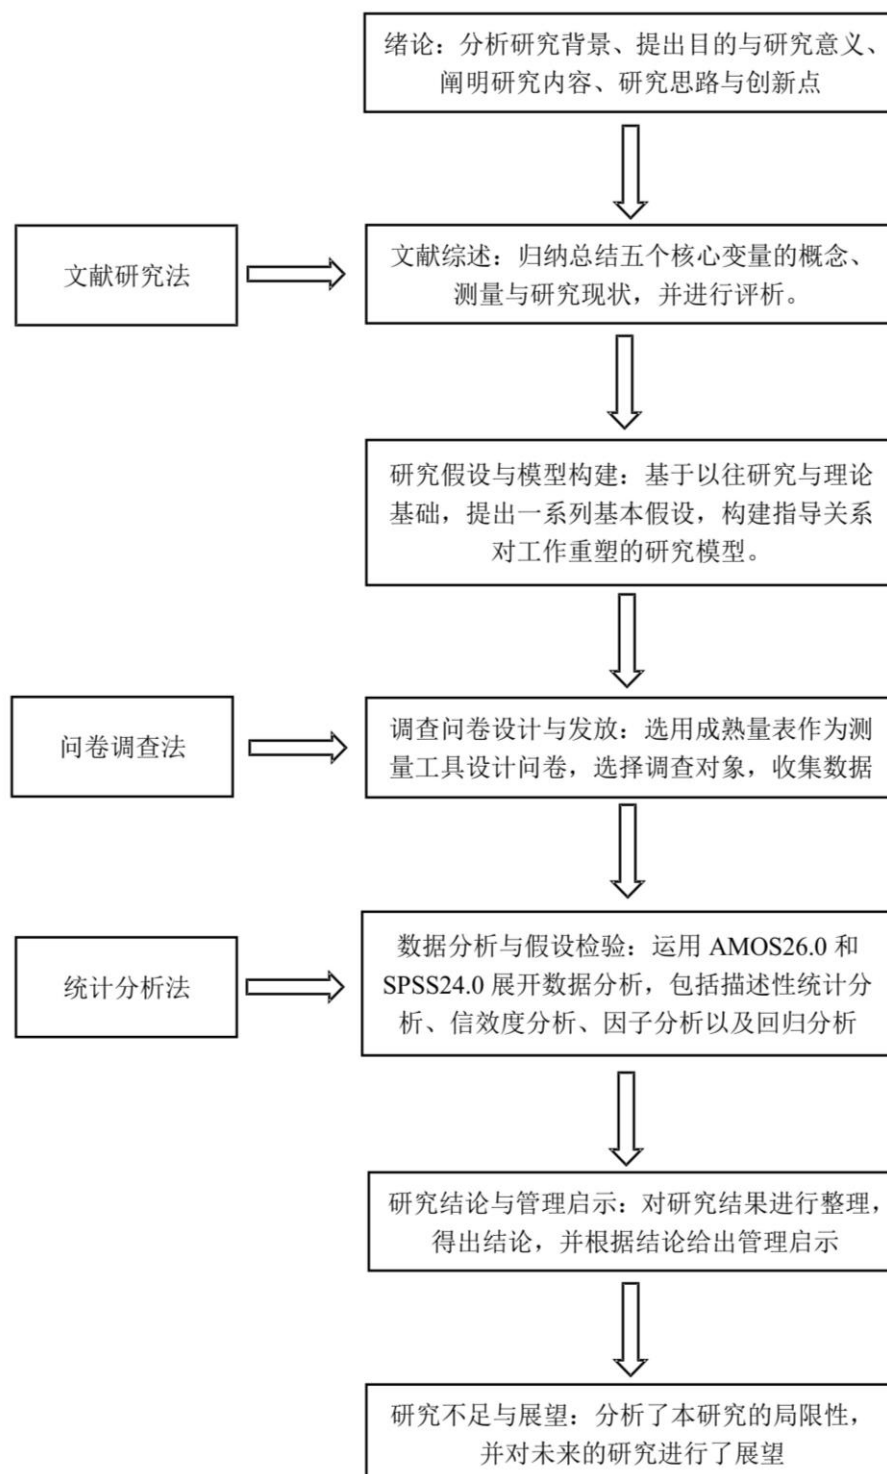 绪论：分析研究背景、提出目的与研究意义、
阐明研究内容、研究思路与创新点
文献研究法
文献综述：归纳总结五个核心变量的概念、
测量与研究现状，并进行评析。
研究假设与模型构建：基于以往研究与理论
基础，提出一系列基本假设，构建指导关系
对工作重塑的研究模型。
问卷调查法
调查问卷设计与发放：选用成熟量表作为测
量工具设计问卷，选择调查对象，收集数据
统计分析法
数据分析与假设检验：运用 AMOS26.0 和
SPSS24.0 展开数据分析，包括描述性统计分
析、信效度分析、因子分析以及回归分析
研究结论与管理启示：对研究结果进行整理，
得出结论，并根据结论给出管理启示
研究不足与展望：分析了本研究的局限性，
并对未来的研究进行了展望